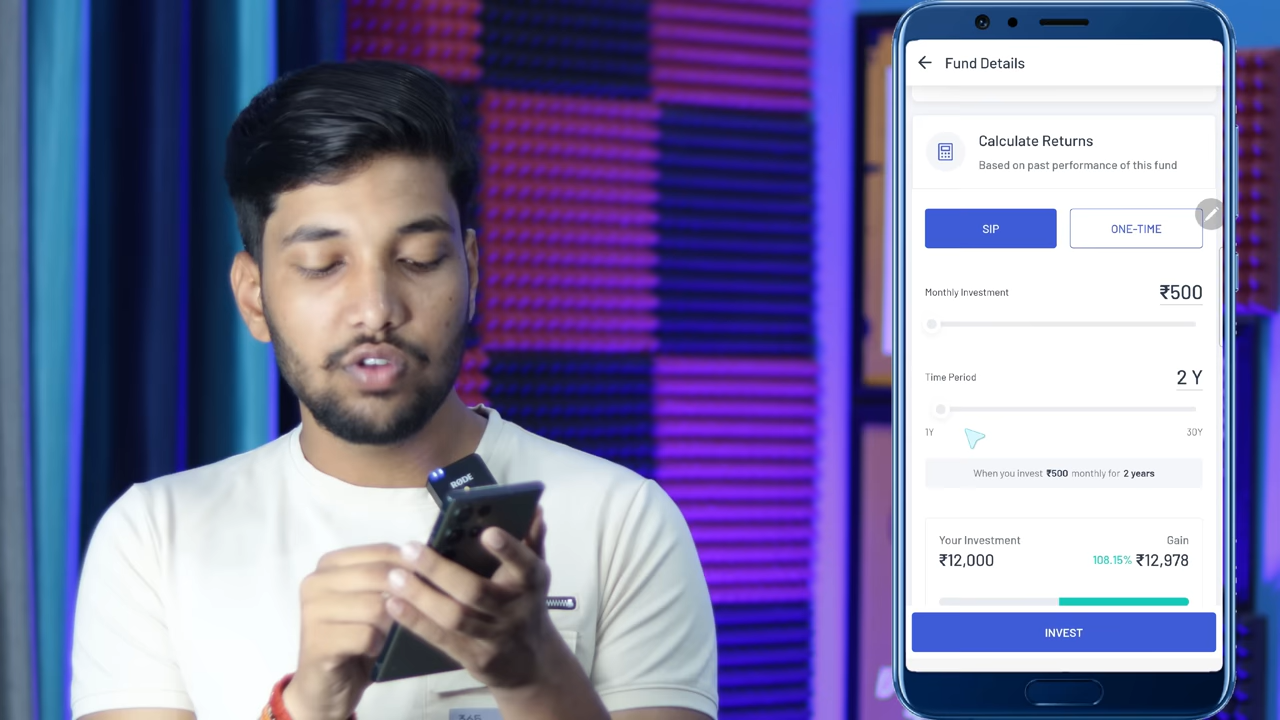 RØDE
365
Fund Details
Calculate Returns
Based on past performance of this fund
SIP
ONE-TIME
Monthly Investment
₹500
Time Period
2 Y
1Y
30Y
When you invest ₹500 monthly for 2 years
Your Investment
Gain
₹12,000
108.15% ₹12,978
INVEST